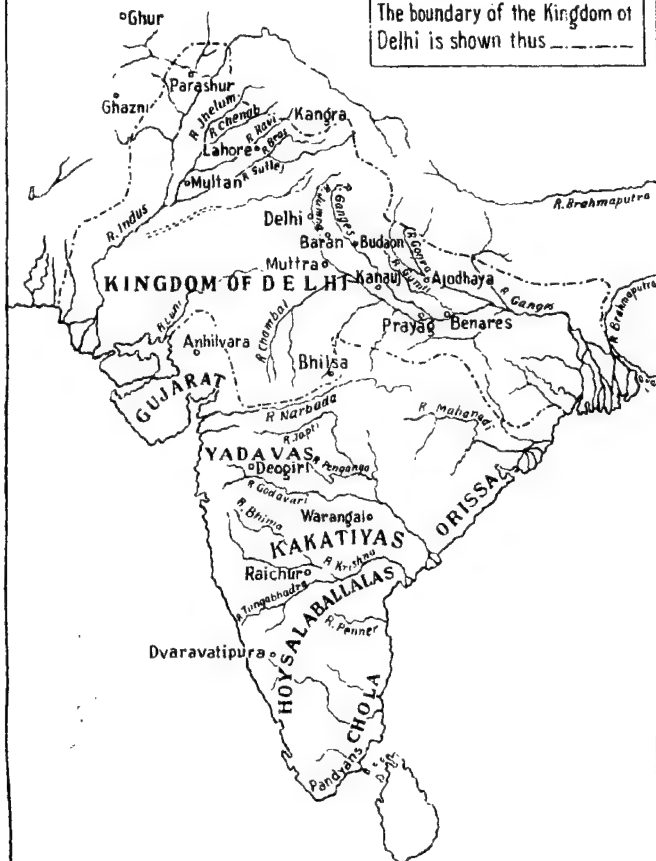 The boundary of the Kingdom of
Delhi is shown thus
Ghur
Parashur
Ghazni
R. Jhelum
R. Chenab
Kangra
R. Ravi
Lahore
R. Beas
Multan
R. Sutlej
R. Indus
R. Brahmaputra
Delhi
R. Jumna
R. Ganges
Baran
Budaon
R. Gogra
Muttra
KINGDOM OF DELHI
Kanauj
R. Gumti
Ajodhaya
R. Ganges
R. Brahmaputra
R. Luni
Anhilvara
R. Chambal
Prayag
Benares
Bhilsa
GUJARAT
R. Narbada
R. Mahanadi
R. Tapti
YADAVAS
Deogiri
R. Penganga
R. Godavari
ORISSA
R. Bhima
Warangal
KAKATIYAS
Raichur
R. Krishna
R. Tungabhadra
HOYSALABALLALAS
R. Penner
Dvaravatipura
CHOLA
Pandyans